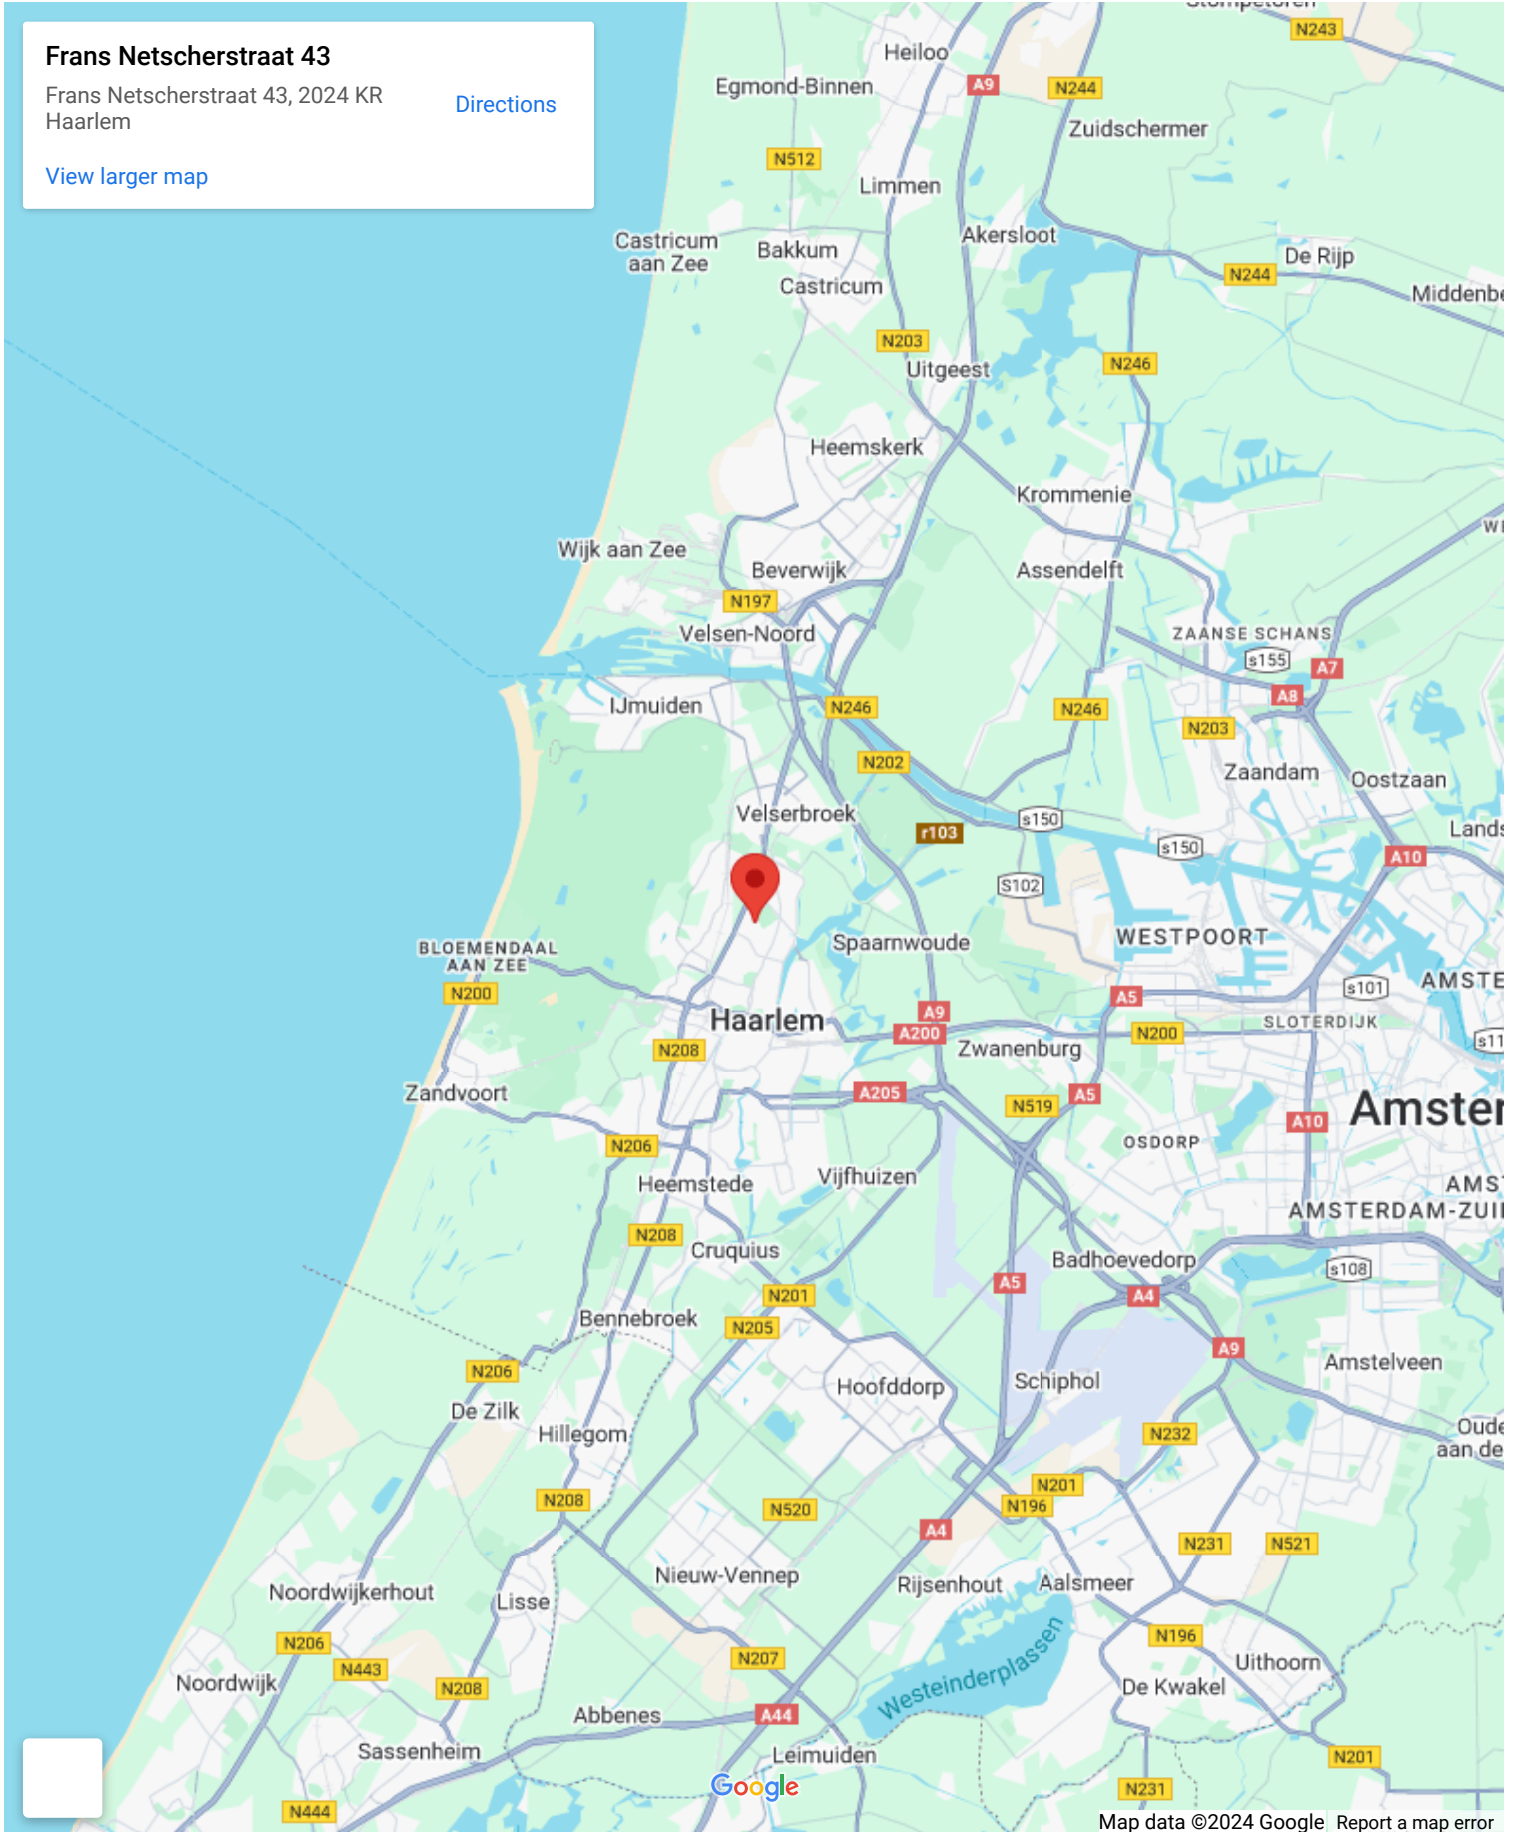 Frans Netscherstraat 43
Frans Netscherstraat 43, 2024 KR
Haarlem
Directions
View larger map
N243
Heiloo
Egmond-Binnen
A9
N244
Zuidschermer
N512
Limmen
Castricum
aan Zee
Bakkum
Akersloot
De Rijp
N244
Castricum
N203
Uitgeest
N246
Heemskerk
Krommenie
Wijk aan Zee
Beverwijk
Assendelft
N197
Velsen-Noord
ZAANSE SCHANS
s155
A7
A8
IJmuiden
N246
N246
N203
N202
Zaandam
Oostzaan
Velserbroek
s150
r103
s150
A10
S102
Spaarnwoude
WESTPOORT
BLOEMENDAAL
AAN ZEE
N200
A5
s101
A9
Haarlem
A200
SLOTERDIJK
N200
N208
Zwanenburg
Zandvoort
A205
A5
N519
A10
OSDORP
N206
Vijfhuizen
Heemstede
AMSTERDAM-ZUI
N208
Cruquius
Badhoevedorp
s108
A5
A4
N201
Bennebroek
N205
A9
N206
Amstelveen
Schiphol
Hoofddorp
De Zilk
Hillegom
N232
Oude
aan de
N201
N208
N520
N196
A4
N231
N521
Nieuw-Vennep
Rijsenhout
Aalsmeer
Noordwijkerhout
Lisse
N206
N196
N207
N443
Westeinderplassen
Uithoorn
Noordwijk
N208
De Kwakel
Abbenes
A44
Sassenheim
Leimuiden
N201
Google
N231
N444
Map data ©2024 Google
Report a map error